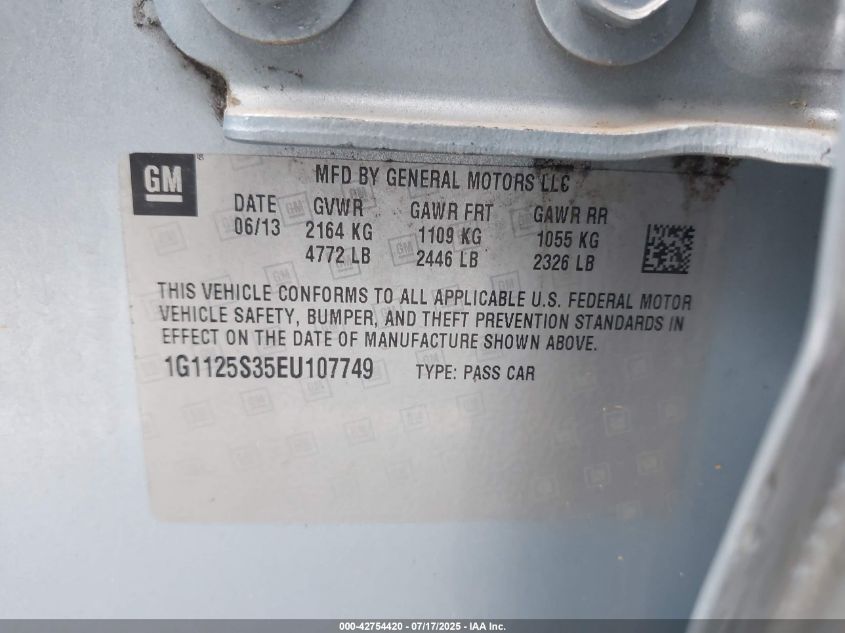 GM®
MFD BY GENERAL MOTORS LLC
DATE GVWR GAWR FRT GAWR RR
06/13 2164 KG 1109 KG 1055 KG
4772 LB 2446 LB 2326 LB
THIS VEHICLE CONFORMS TO ALL APPLICABLE U.S. FEDERAL MOTOR
VEHICLE SAFETY, BUMPER, AND THEFT PREVENTION STANDARDS IN
EFFECT ON THE DATE OF MANUFACTURE SHOWN ABOVE.
1G1125S35EU107749 TYPE: PASS CAR
000-42754420 - 07/17/2025 - IAA Inc.